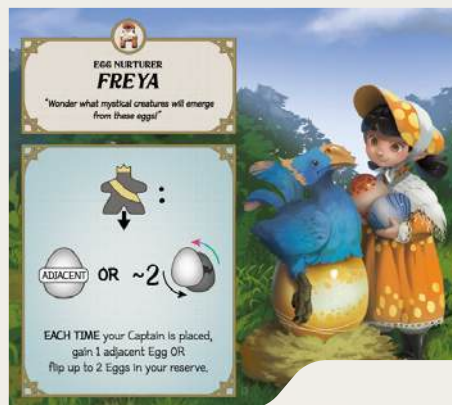 EGG NURTURER
FREYA
"Wonder what mystical creatures will emerge
from these eggs!"
:
ADJACENT OR ~2
EACH TIME your Captain is placed,
gain 1 adjacent Egg OR
flip up to 2 Eggs in your reserve.